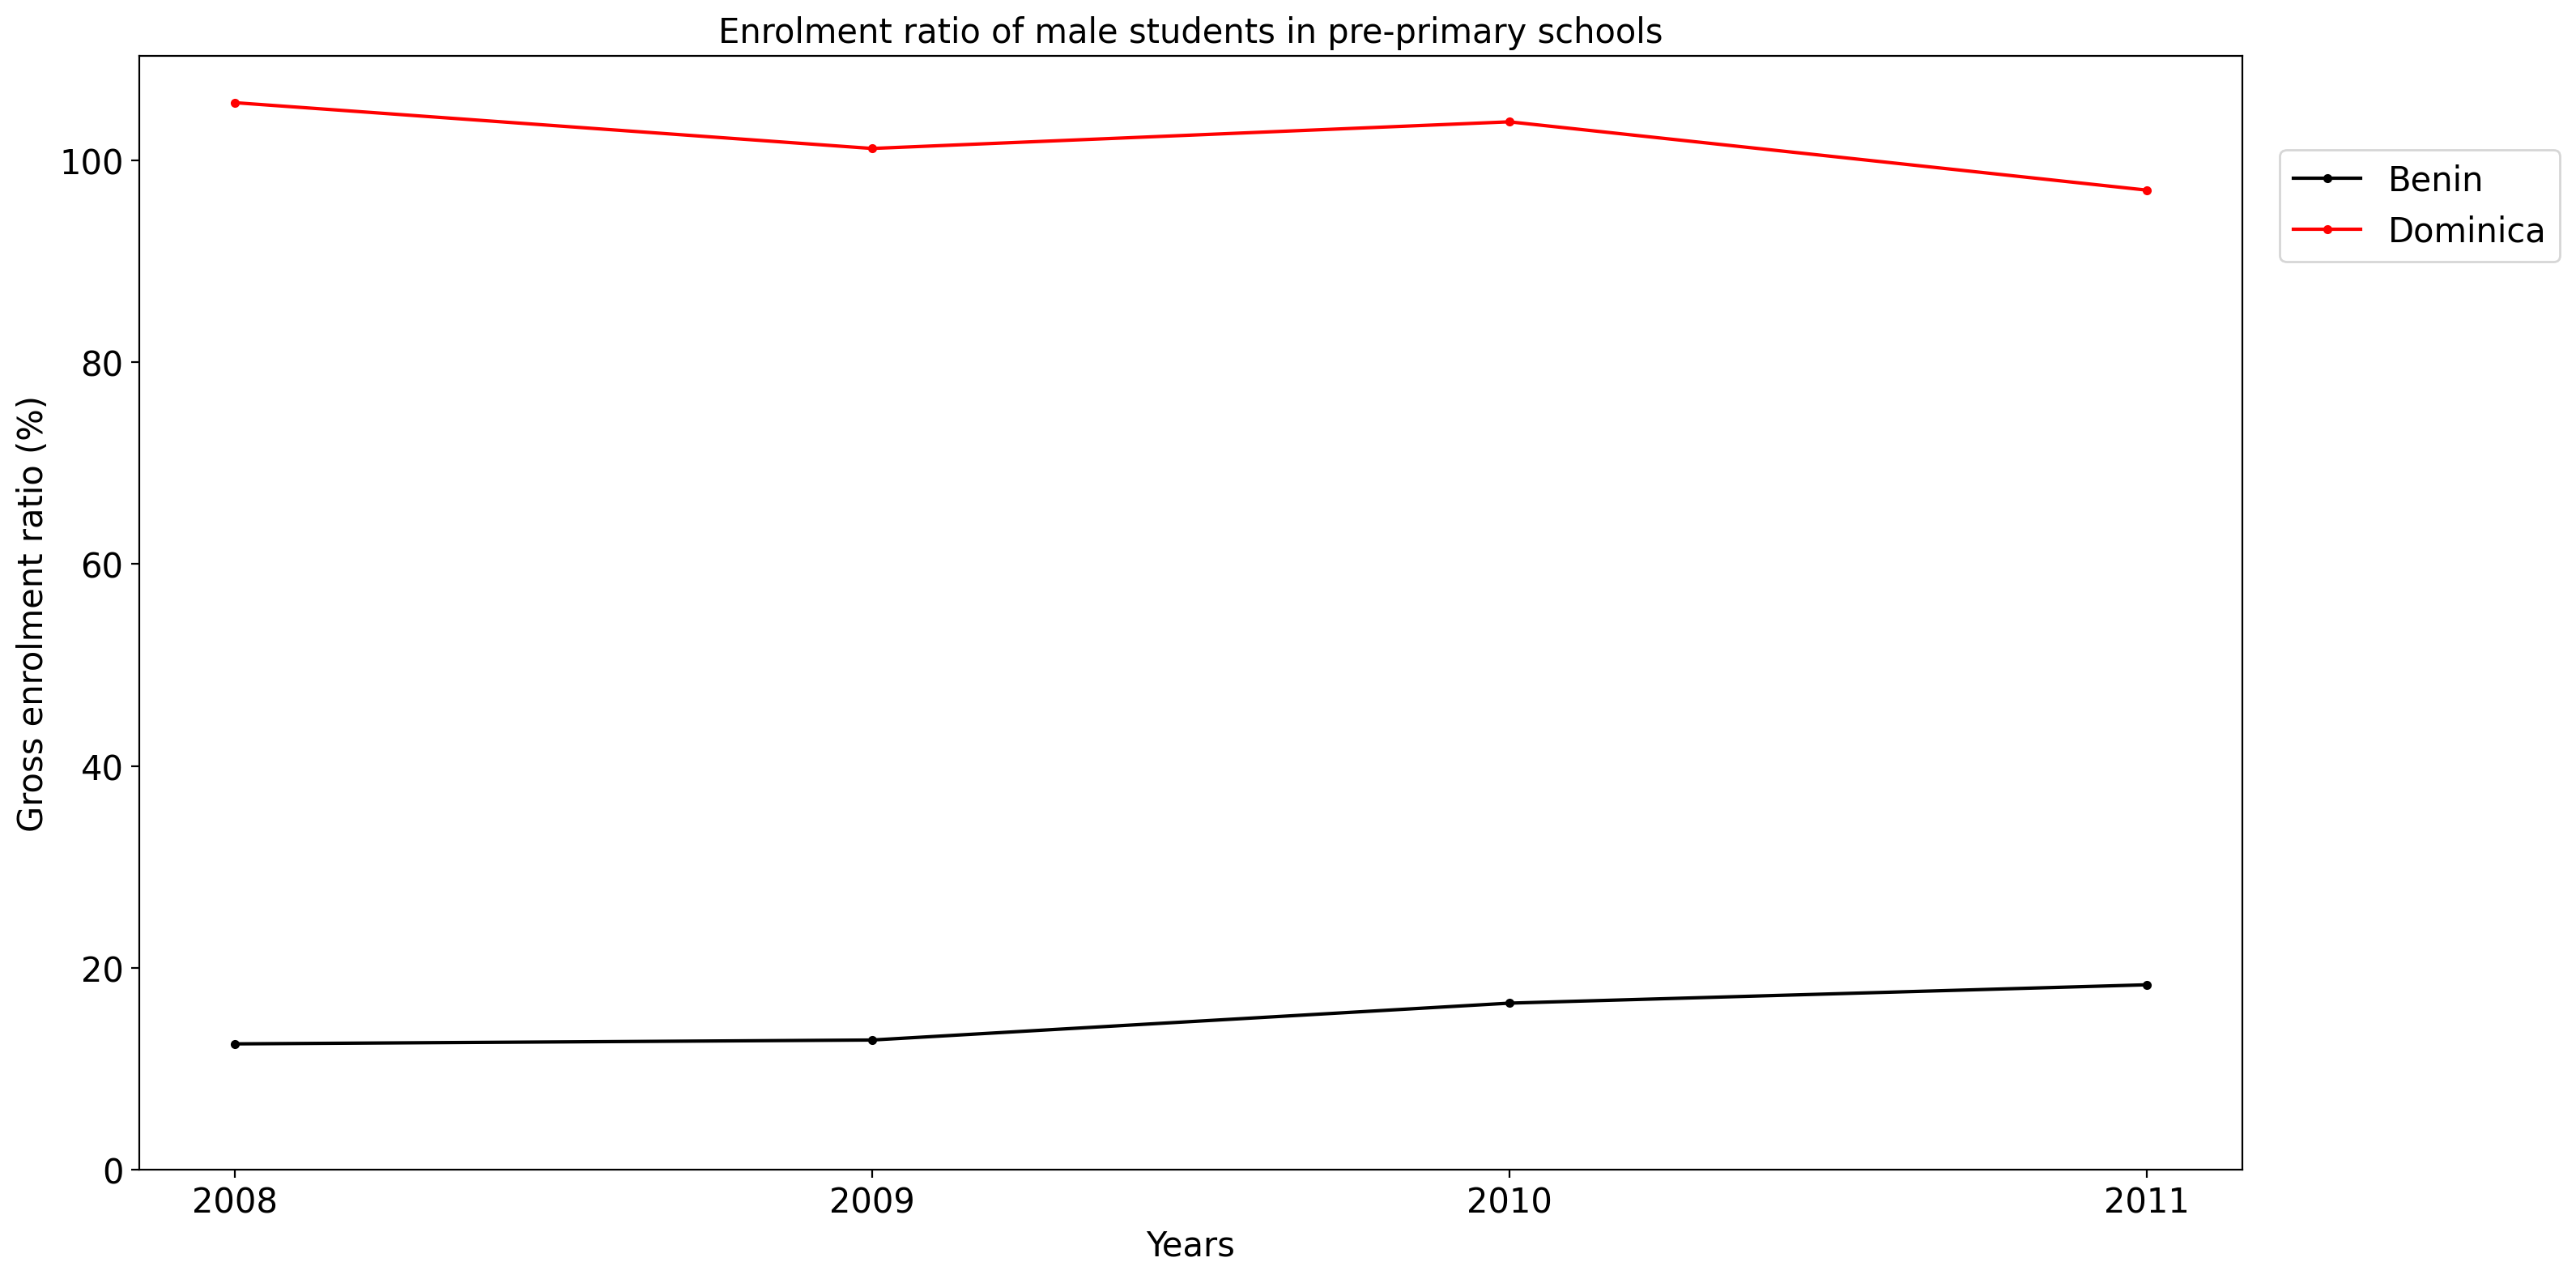 Enrolment ratio of male students in pre-primary schools
Gross enrolment ratio (%)
100
80
60
40
20
0
2008
2009
2010
2011
Years
Benin
Dominica